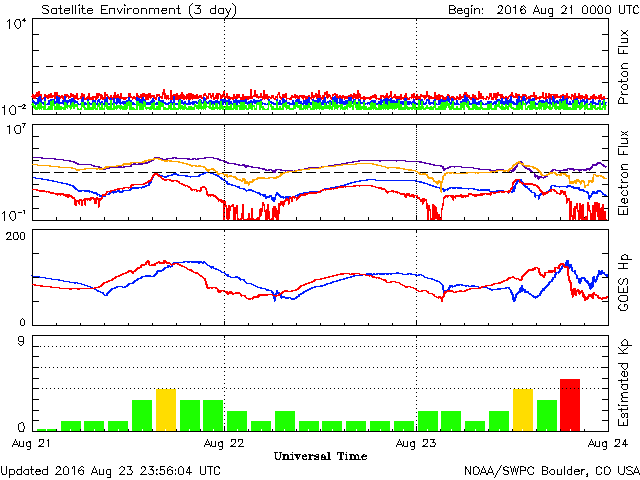 Satellite Environment (3 day)
Begin: 2016 Aug 21 0000 UTC
10^4
10^-2
Proton Flux
10^7
10^-1
Electron Flux
200
0
GOES Hp
9
0
Estimated Kp
Aug 21
Aug 22
Aug 23
Aug 24
Universal Time
Updated 2016 Aug 23 23:56:04 UTC
NOAA/SWPC Boulder, CO USA